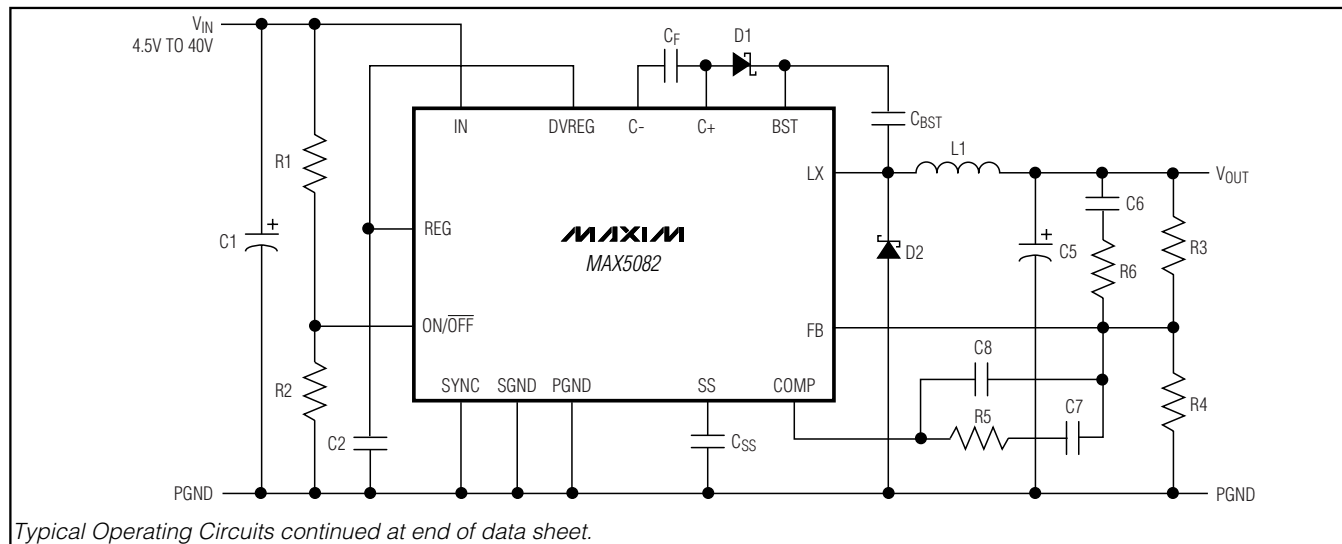 VIN
4.5V TO 40V
CF
D1
IN
DVREG
C-
C+
BST
CBST
R1
LX
L1
VOUT
C6
C1
+
REG
MAXIM
MAX5082
D2
+
C5
R6
R3
ON/OFF
FB
R2
C2
SYNC
SGND
PGND
SS
COMP
C8
R5
C7
R4
CSS
PGND
PGND
Typical Operating Circuits continued at end of data sheet.